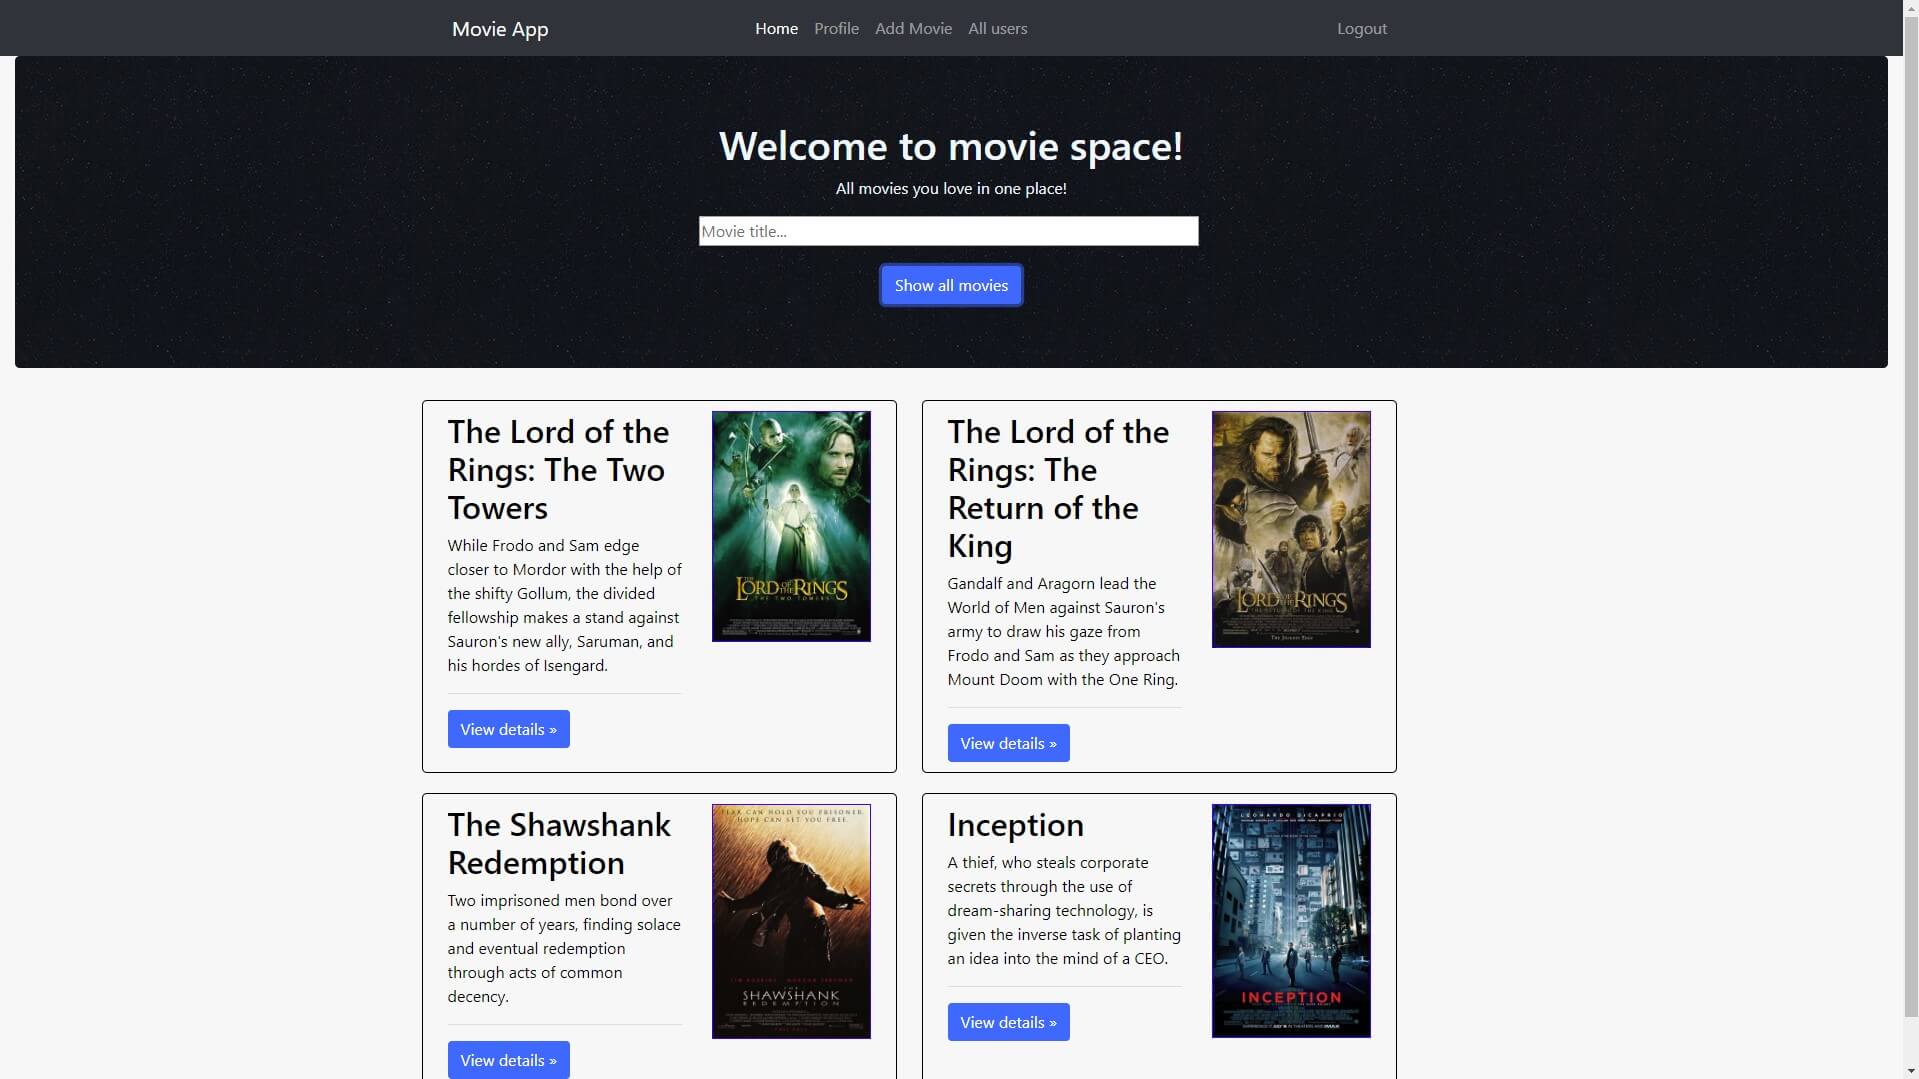 Movie App
Home Profile Add Movie All users
Logout
Welcome to movie space!
All movies you love in one place!
Movie title...
Show all movies
The Lord of the
Rings: The Two
Towers
While Frodo and Sam edge
closer to Mordor with the help of
the shifty Gollum, the divided
fellowship makes a stand against
Sauron's new ally, Saruman, and
his hordes of Isengard.
View details »
THE
LORD OF THE RINGS
THE TWO TOWERS
The Lord of the
Rings: The
Return of the
King
Gandalf and Aragorn lead the
World of Men against Sauron's
army to draw his gaze from
Frodo and Sam as they approach
Mount Doom with the One Ring.
View details »
THE
LORD OF THE RINGS
THE RETURN OF THE KING
The Shawshank
Redemption
Two imprisoned men bond over
a number of years, finding solace
and eventual redemption
through acts of common
decency.
View details »
FEAR CAN HOLD YOU PRISONER.
HOPE CAN SET YOU FREE.
TIM ROBBINS MORGAN FREEMAN
THE
SHAWSHANK
REDEMPTION
Inception
A thief, who steals corporate
secrets through the use of
dream-sharing technology, is
given the inverse task of planting
an idea into the mind of a CEO.
View details »
LEONARDO DiCAPRIO
INCEPTION